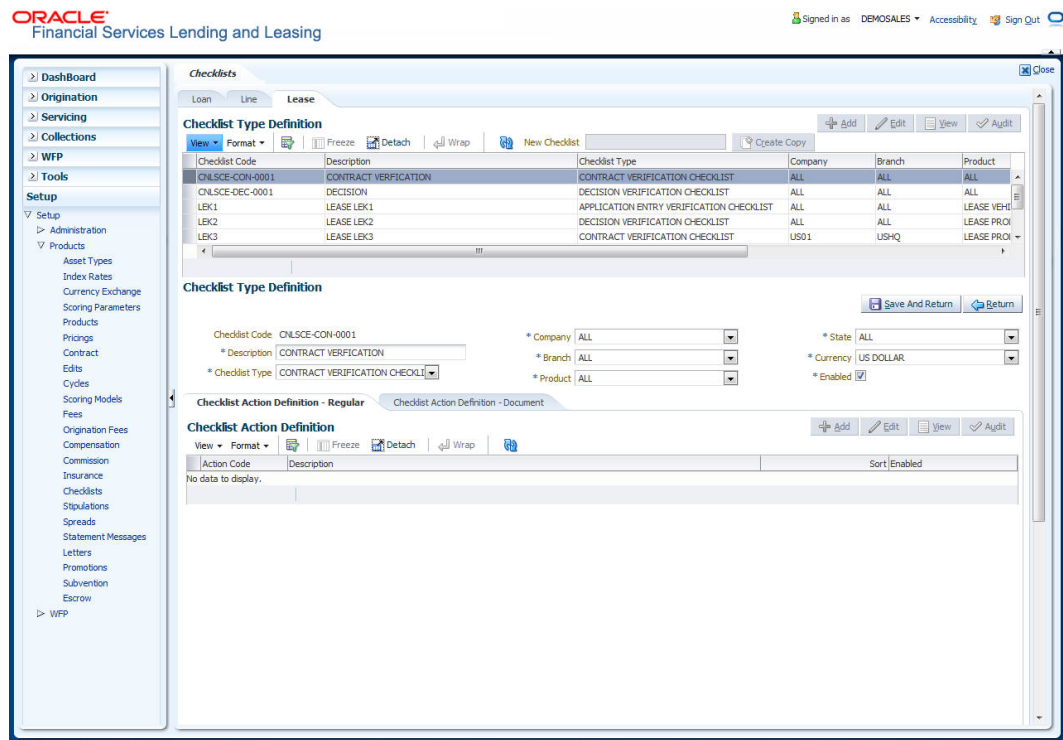 ORACLE
Financial Services Lending and Leasing
Signed in as DEMOSALES Accessibility Sign Out
Close
DashBoard
Origination
Servicing
Collections
WFP
Tools
Setup
Setup
Administration
Products
Asset Types
Index Rates
Currency Exchange
Scoring Parameters
Products
Pricings
Contract
Edits
Cycles
Scoring Models
Fees
Origination Fees
Compensation
Commission
Insurance
Checklists
Stipulations
Spreads
Statement Messages
Letters
Promotions
Subvention
Escrow
WFP
Checklists
Loan Line Lease
Checklist Type Definition
Add Edit View Audit
View Format Freeze Detach Wrap New Checklist Create Copy
Checklist Code Description Checklist Type Company Branch Product
CNLSCE-CON-0001 CONTRACT VERFICATION CONTRACT VERIFICATION CHECKLIST ALL ALL ALL
CNLSCE-DEC-0001 DECISION DECISION VERIFICATION CHECKLIST ALL ALL ALL
LEK1 LEASE LEK1 APPLICATION ENTRY VERIFICATION CHECKLIST ALL ALL LEASE VEHI
LEK2 LEASE LEK2 DECISION VERIFICATION CHECKLIST ALL ALL LEASE PROI
LEK3 LEASE LEK3 CONTRACT VERIFICATION CHECKLIST US01 USHQ LEASE PROI
Checklist Type Definition
Save And Return Return
Checklist Code CNLSCE-CON-0001 * Company ALL * State ALL
* Description CONTRACT VERFICATION * Branch ALL * Currency US DOLLAR
* Checklist Type CONTRACT VERIFICATION CHECKLI * Product ALL * Enabled
Checklist Action Definition - Regular Checklist Action Definition - Document
Checklist Action Definition
Add Edit View Audit
View Format Freeze Detach Wrap
Action Code Description Sort Enabled
No data to display.